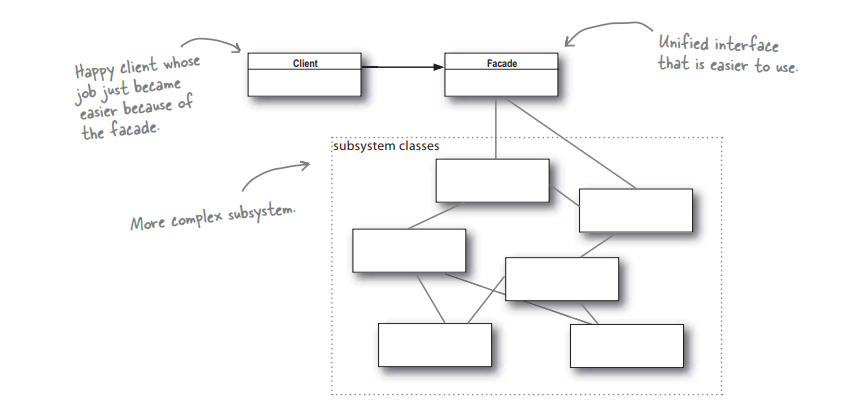 Happy client whose
job just became
easier because of
the facade.
Client
Facade
Unified interface
that is easier to use.
subsystem classes
More complex subsystem.